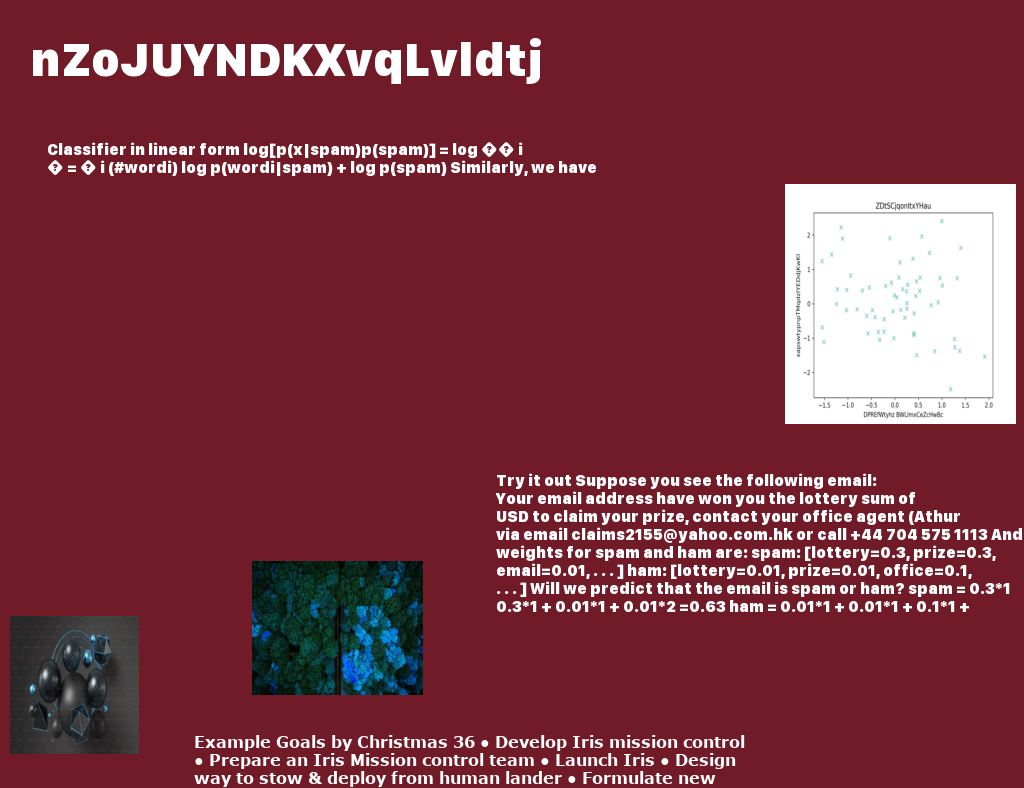 nZoJUYNDKXvqLvldtj
Classifier in linear form log[p(x|spam)p(spam)] = log �� i
� = � i (#wordi) log p(wordi|spam) + log p(spam) Similarly, we have
ZDtSCjqonItxYHau
2
1
0
−1
−2
−1.5 −1.0 −0.5 0.0 0.5 1.0 1.5 2.0
Try it out Suppose you see the following email:
Your email address have won you the lottery sum of
USD to claim your prize, contact your office agent (Athur
via email claims2155@yahoo.com.hk or call +44 704 575 1113 And
weights for spam and ham are: spam: [lottery=0.3, prize=0.3,
email=0.01, . . . ] ham: [lottery=0.01, prize=0.01, office=0.1,
. . . ] Will we predict that the email is spam or ham? spam = 0.3*1
0.3*1 + 0.01*1 + 0.01*2 =0.63 ham = 0.01*1 + 0.01*1 + 0.1*1 +
Example Goals by Christmas 36 ● Develop Iris mission control
● Prepare an Iris Mission control team ● Launch Iris ● Design
way to stow & deploy from human lander ● Formulate new